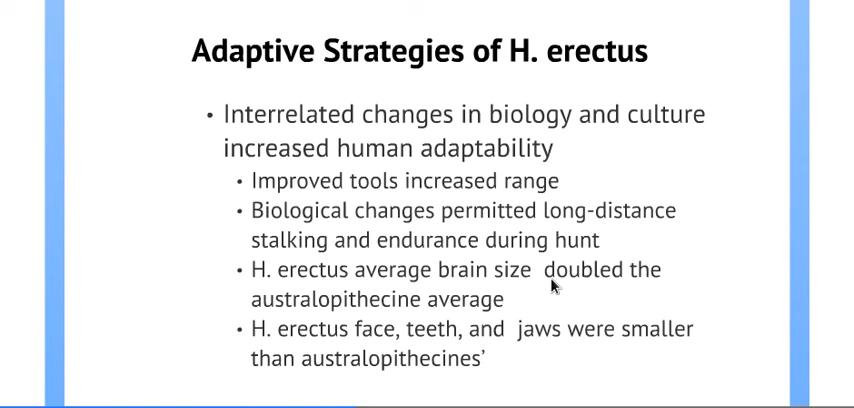 Adaptive Strategies of H. erectus
• Interrelated changes in biology and culture
increased human adaptability
• Improved tools increased range
• Biological changes permitted long-distance
stalking and endurance during hunt
• H. erectus average brain size  doubled the
australopithecine average
• H. erectus face, teeth, and  jaws were smaller
than australopithecines’